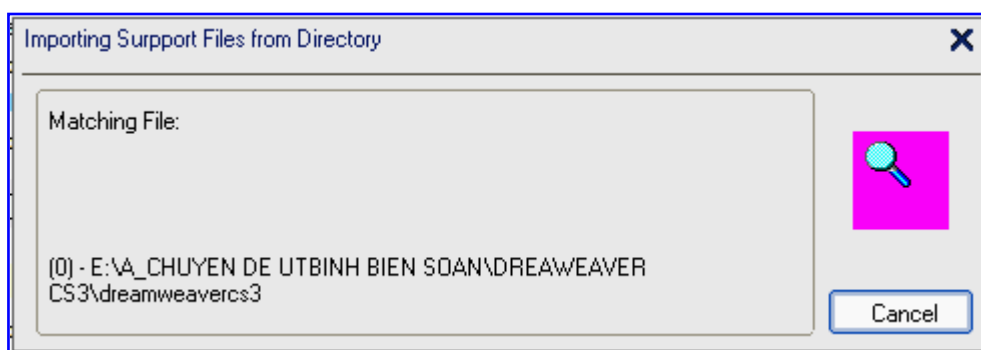 Importing Surpport Files from Directory
Matching File:
(0) - E:\A_CHUYEN DE UTBINH BIEN SOAN\DREAWEAVER
CS3\dreamweavercs3
Cancel